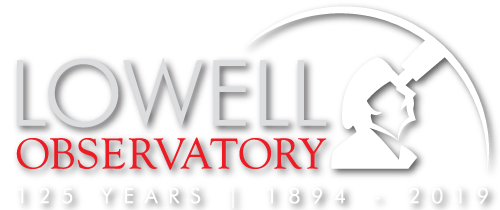 LOWELL
OBSERVATORY
125 YEARS | 1894 - 2019